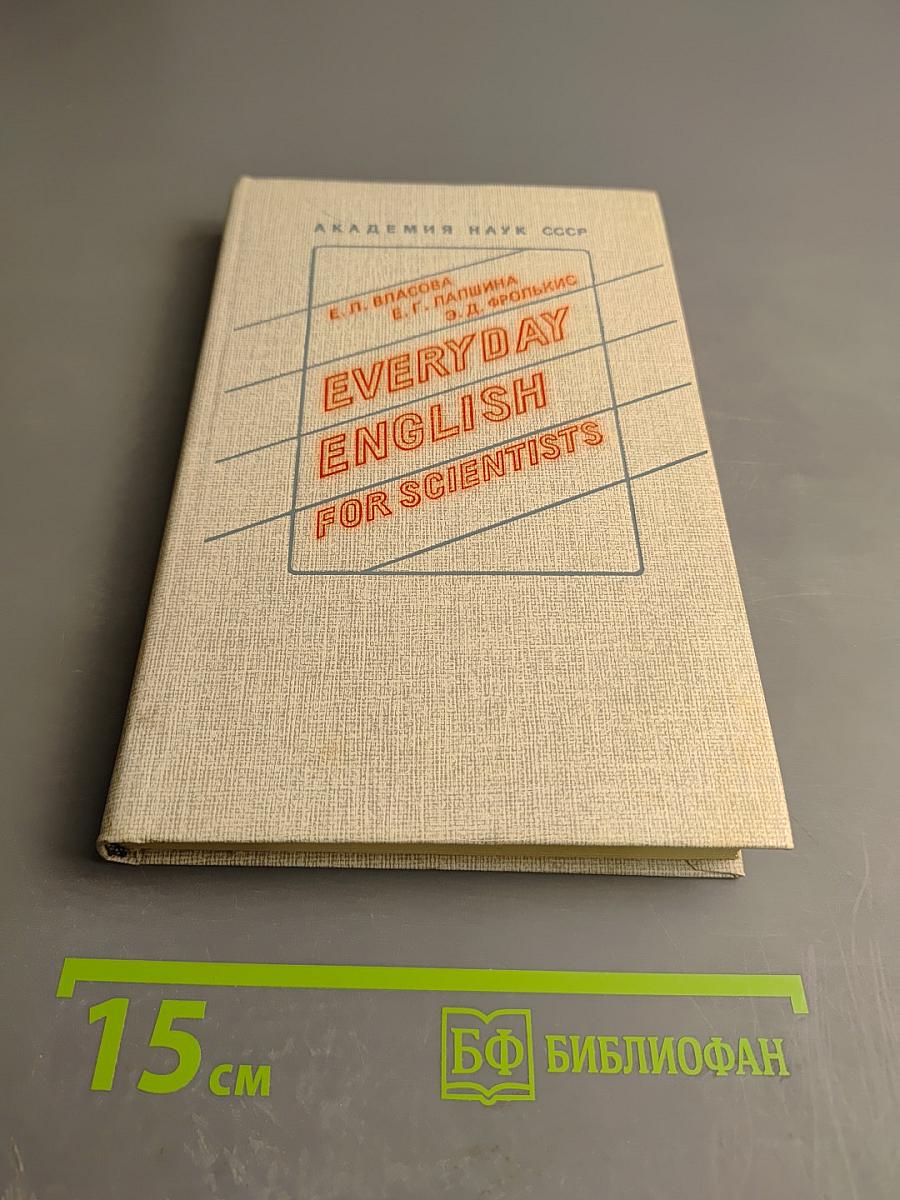 АКАДЕМИЯ НАУК СССР
Е. Л. ВЛАСОВА
Е. Г. ЛАПШИНА
Э. Д. ФРОЛЬКИС
EVERYDAY
ENGLISH
FOR SCIENTISTS
15 см
БФ БИБЛИОФАН